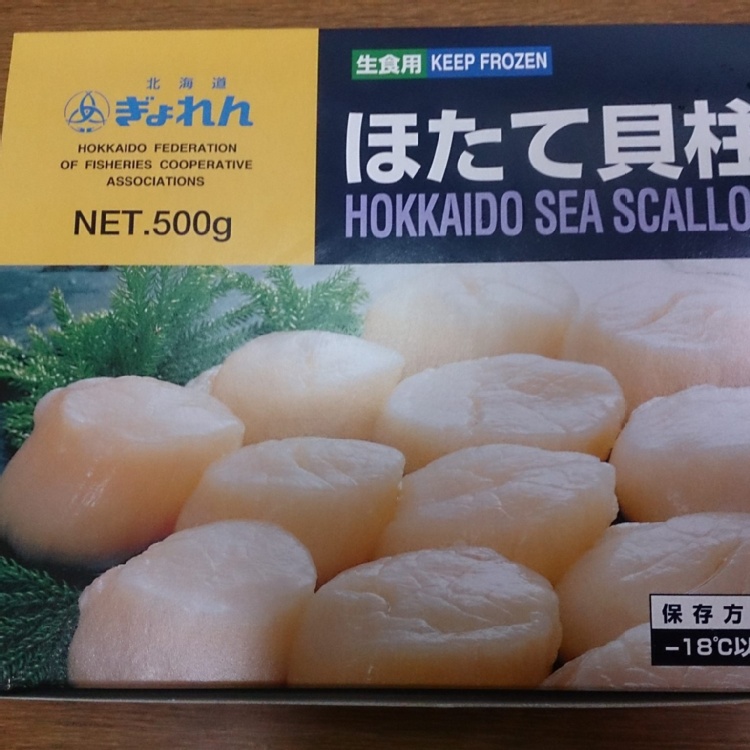 北海道
ぎょれん
HOKKAIDO FEDERATION
OF FISHERIES COOPERATIVE
ASSOCIATIONS
NET.500g
生食用 KEEP FROZEN
ほたて貝柱
HOKKAIDO SEA SCALLO
保存方
-18℃以